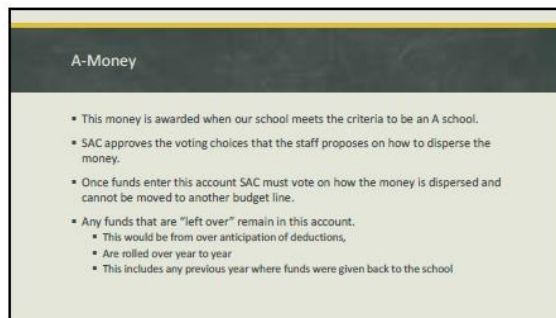 A-Money
▪ This money is awarded when our school meets the criteria to be an A school.
▪ SAC approves the voting choices that the staff proposes on how to disperse the
money.
▪ Once funds enter this account SAC must vote on how the money is dispersed and
cannot be moved to another budget line.
▪ Any funds that are "left over" remain in this account.
▪ This would be from over anticipation of deductions,
▪ Are rolled over year to year
▪ This includes any previous year where funds were given back to the school